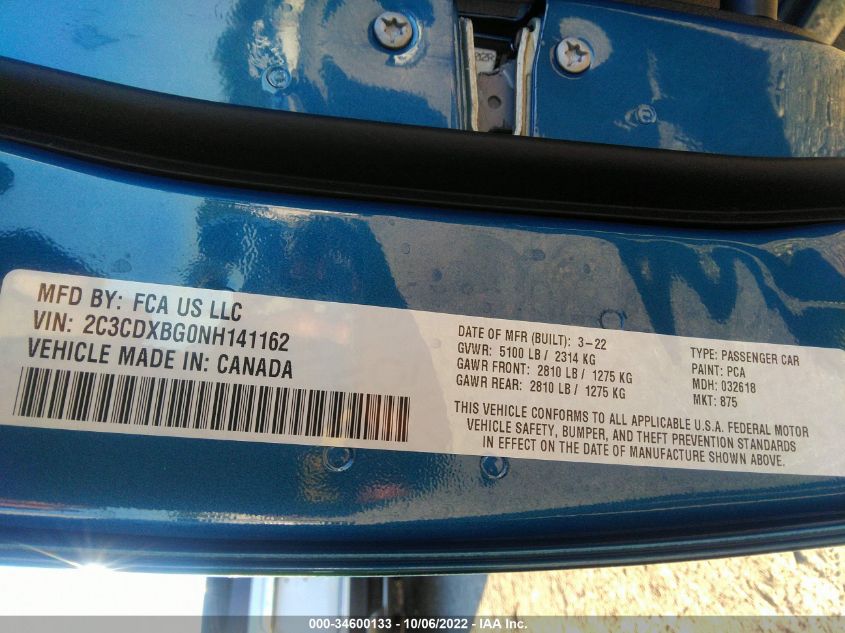 MFD BY: FCA US LLC
VIN: 2C3CDXBG0NH141162
VEHICLE MADE IN: CANADA
DATE OF MFR (BUILT): 3-22
GVWR: 5100 LB / 2314 KG
GAWR FRONT: 2810 LB / 1275 KG
GAWR REAR: 2810 LB / 1275 KG
TYPE: PASSENGER CAR
PAINT: PCA
MDH: 032618
MKT: 875
THIS VEHICLE CONFORMS TO ALL APPLICABLE U.S.A. FEDERAL MOTOR
VEHICLE SAFETY, BUMPER, AND THEFT PREVENTION STANDARDS
IN EFFECT ON THE DATE OF MANUFACTURE SHOWN ABOVE.
000-34600133 - 10/06/2022 - IAA Inc.